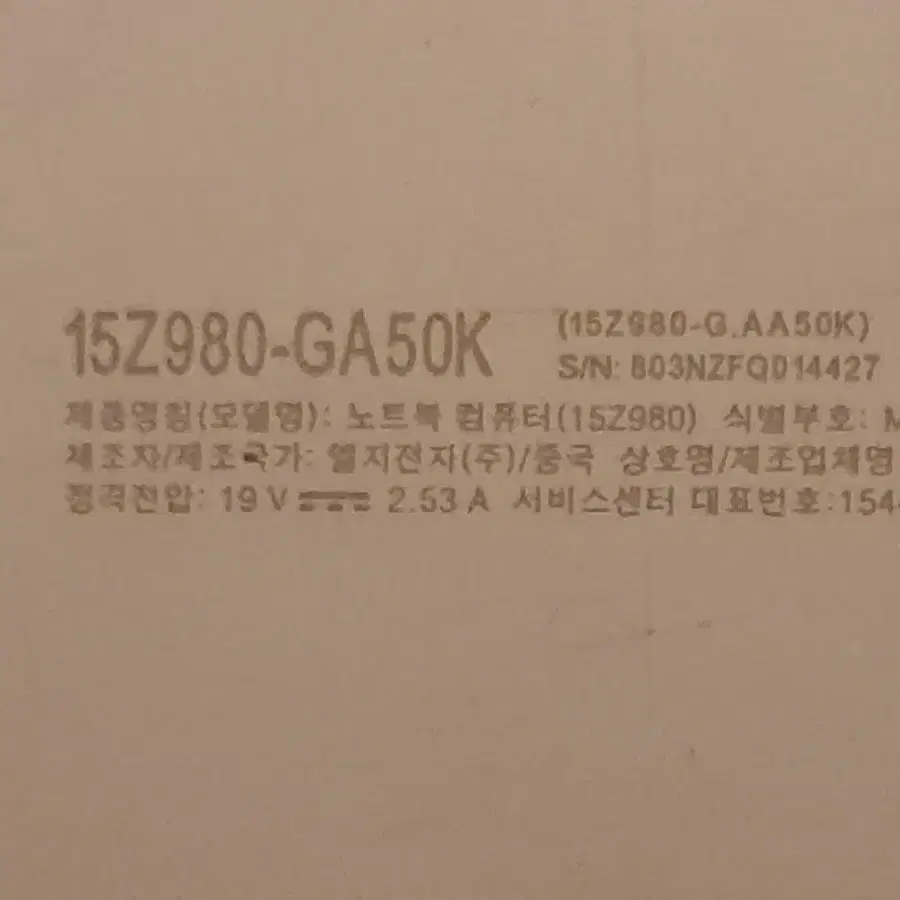 15Z980-GA50K (15Z980-G.AA50K)
S/N: 803NZFQ014427
제품명칭(모델명): 노트북 컴퓨터(15Z980) 식별부호: M
제조자/제조국가: 엘지전자(주)/중국 상호명/제조업체명
정격전압: 19 V 2.53 A 서비스센터 대표번호:154